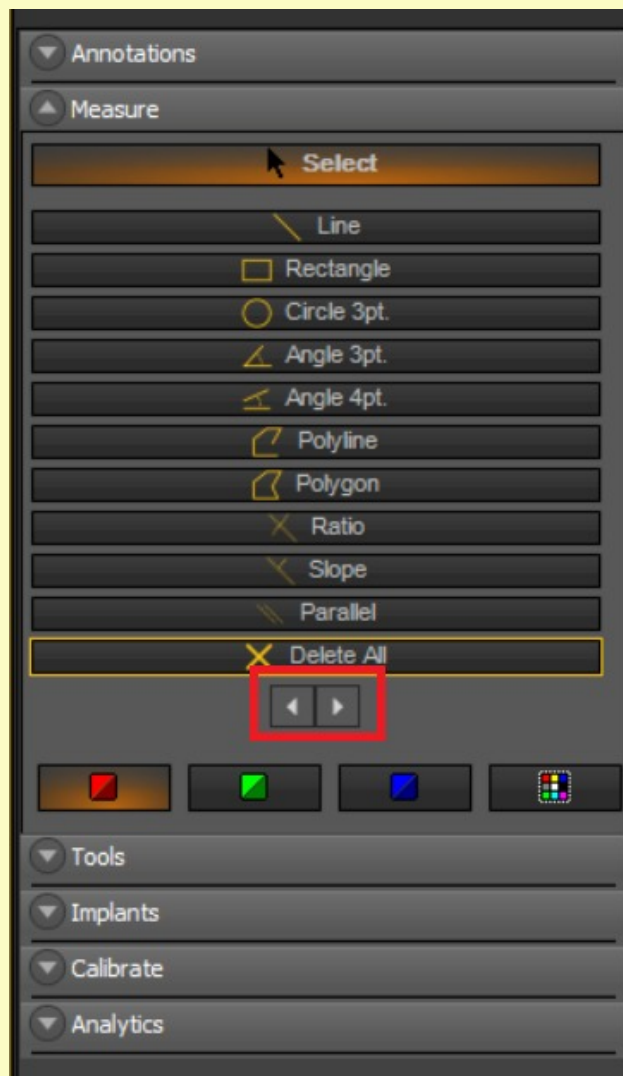 Annotations
Measure
Select
Line
Rectangle
Circle 3pt.
Angle 3pt.
Angle 4pt.
Polyline
Polygon
Ratio
Slope
Parallel
Delete All
Tools
Implants
Calibrate
Analytics